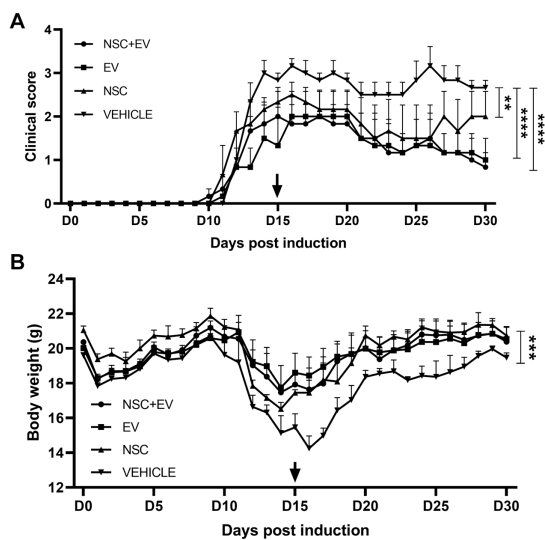 A
NSC+EV
EV
NSC
VEHICLE
Clinical score
4
3
2
1
0
D0 D5 D10 D15 D20 D25 D30
Days post induction
**
****
****
B
Body weight (g)
24
22
20
18
16
14
12
NSC+EV
EV
NSC
VEHICLE
D0 D5 D10 D15 D20 D25 D30
Days post induction
***